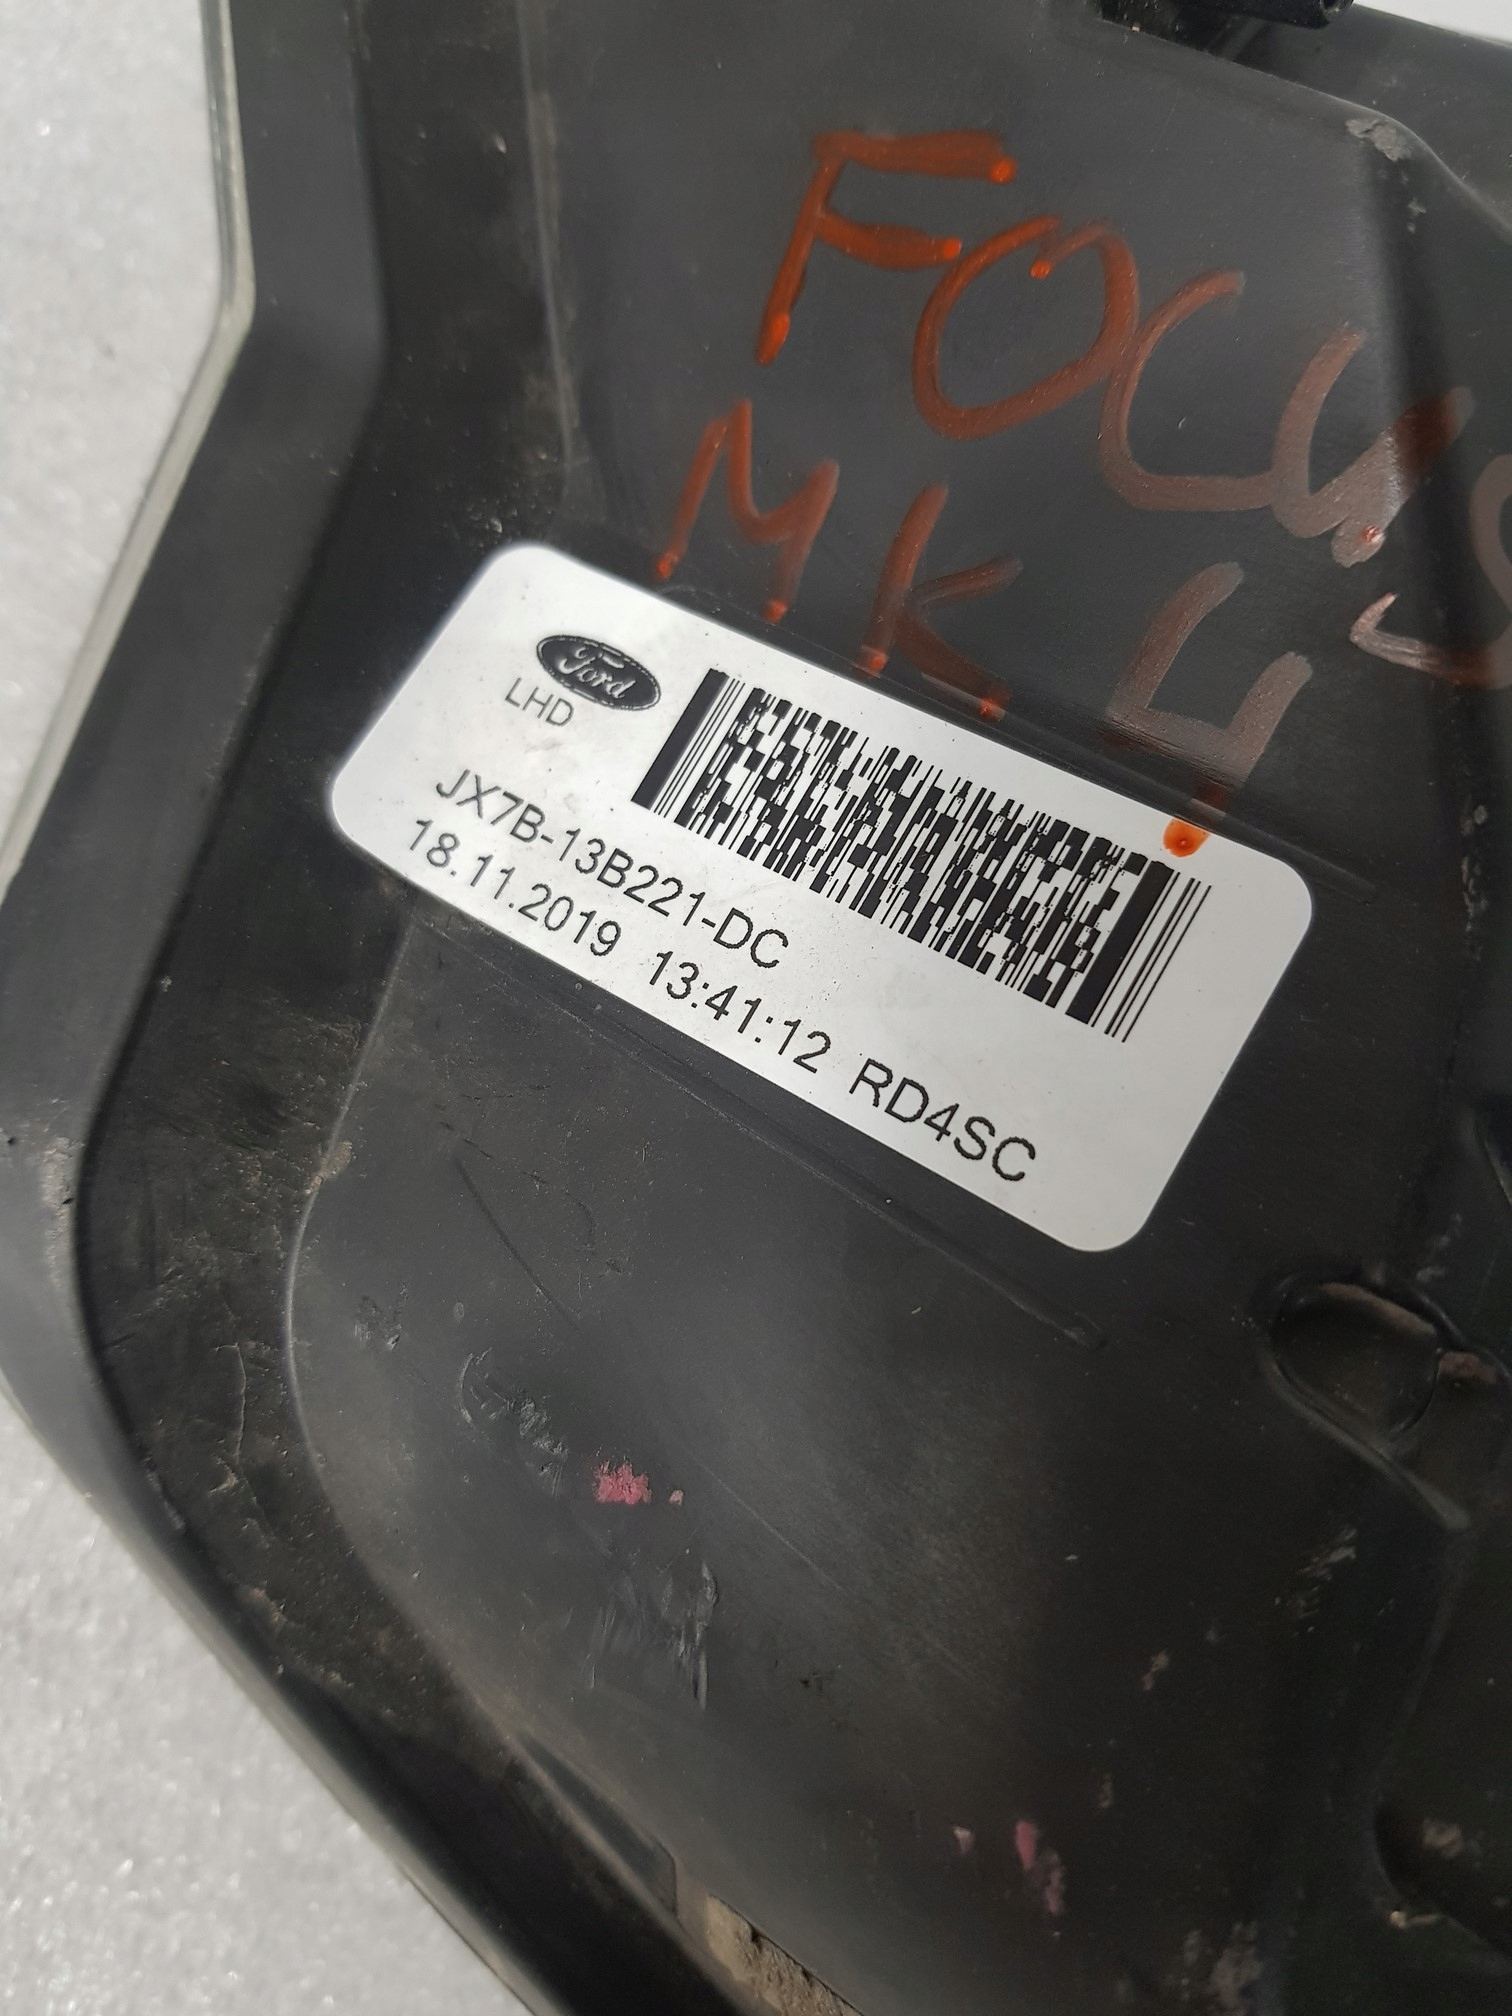 FOCUS
MK4
Ford
LHD
JX7B-13B221-DC
18.11.2019 13:41:12 RD4SC